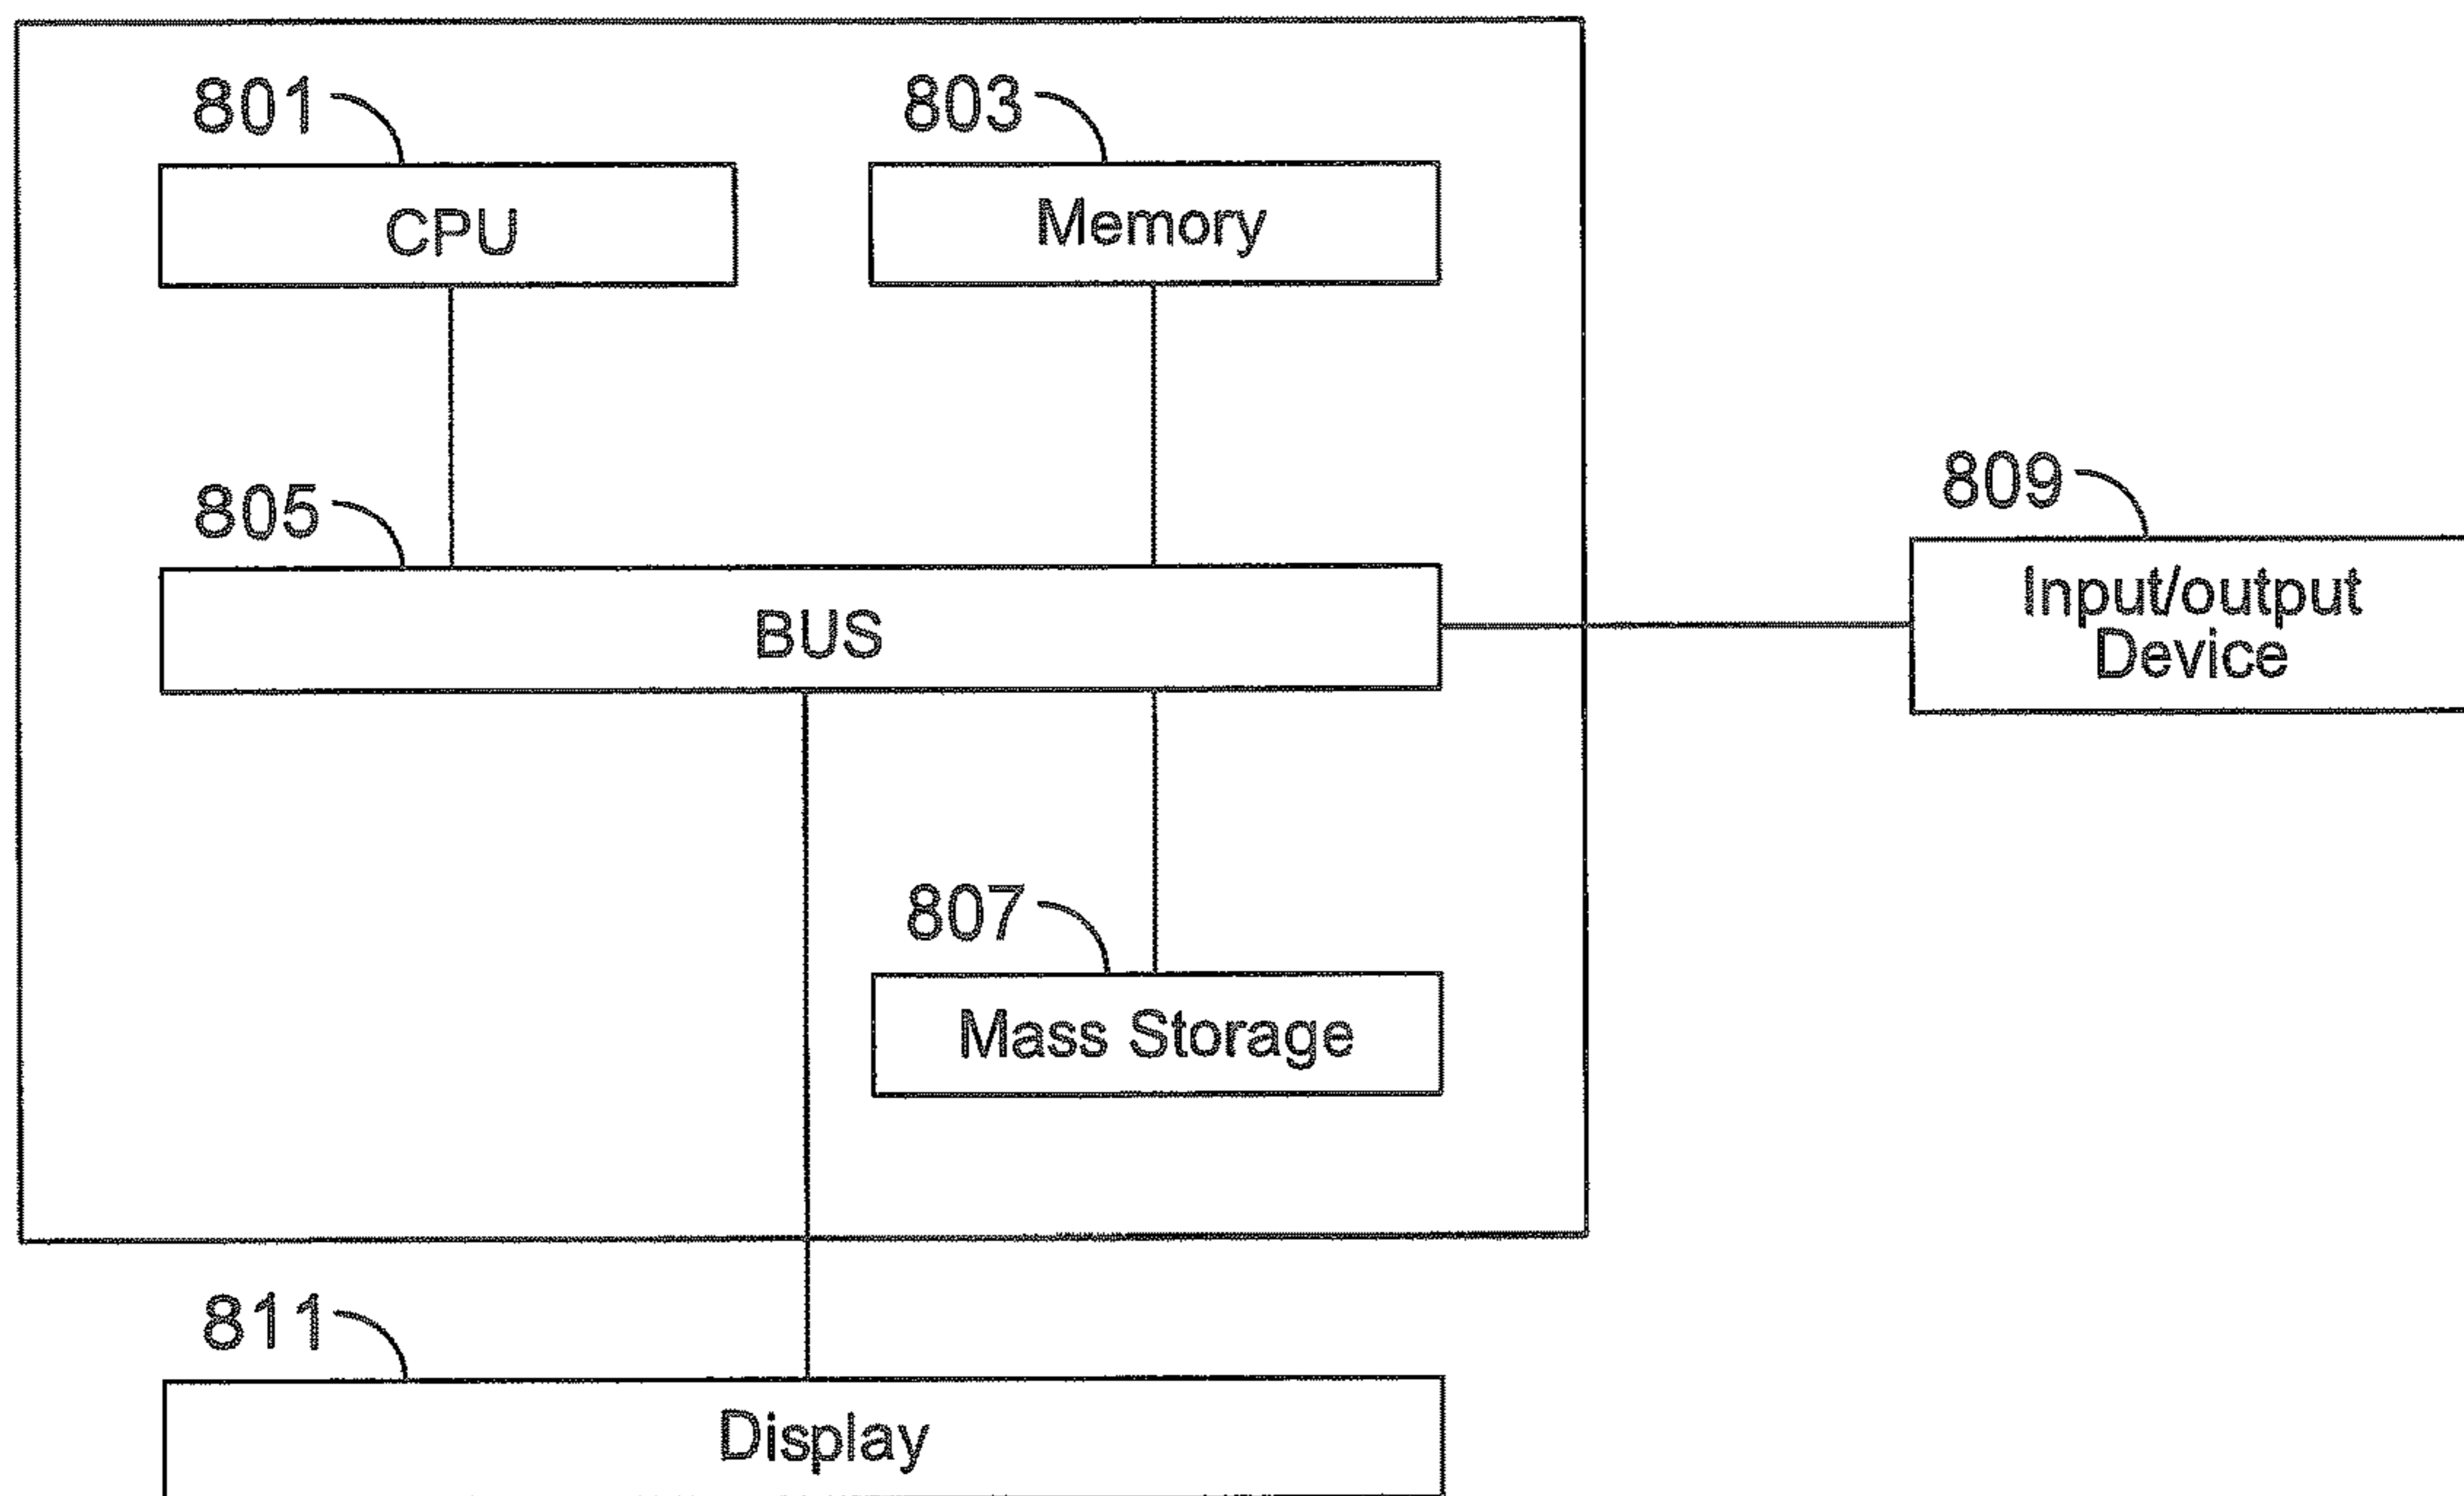 801
803
CPU
Memory
805
809
BUS
Input/output
Device
807
Mass Storage
811
Display